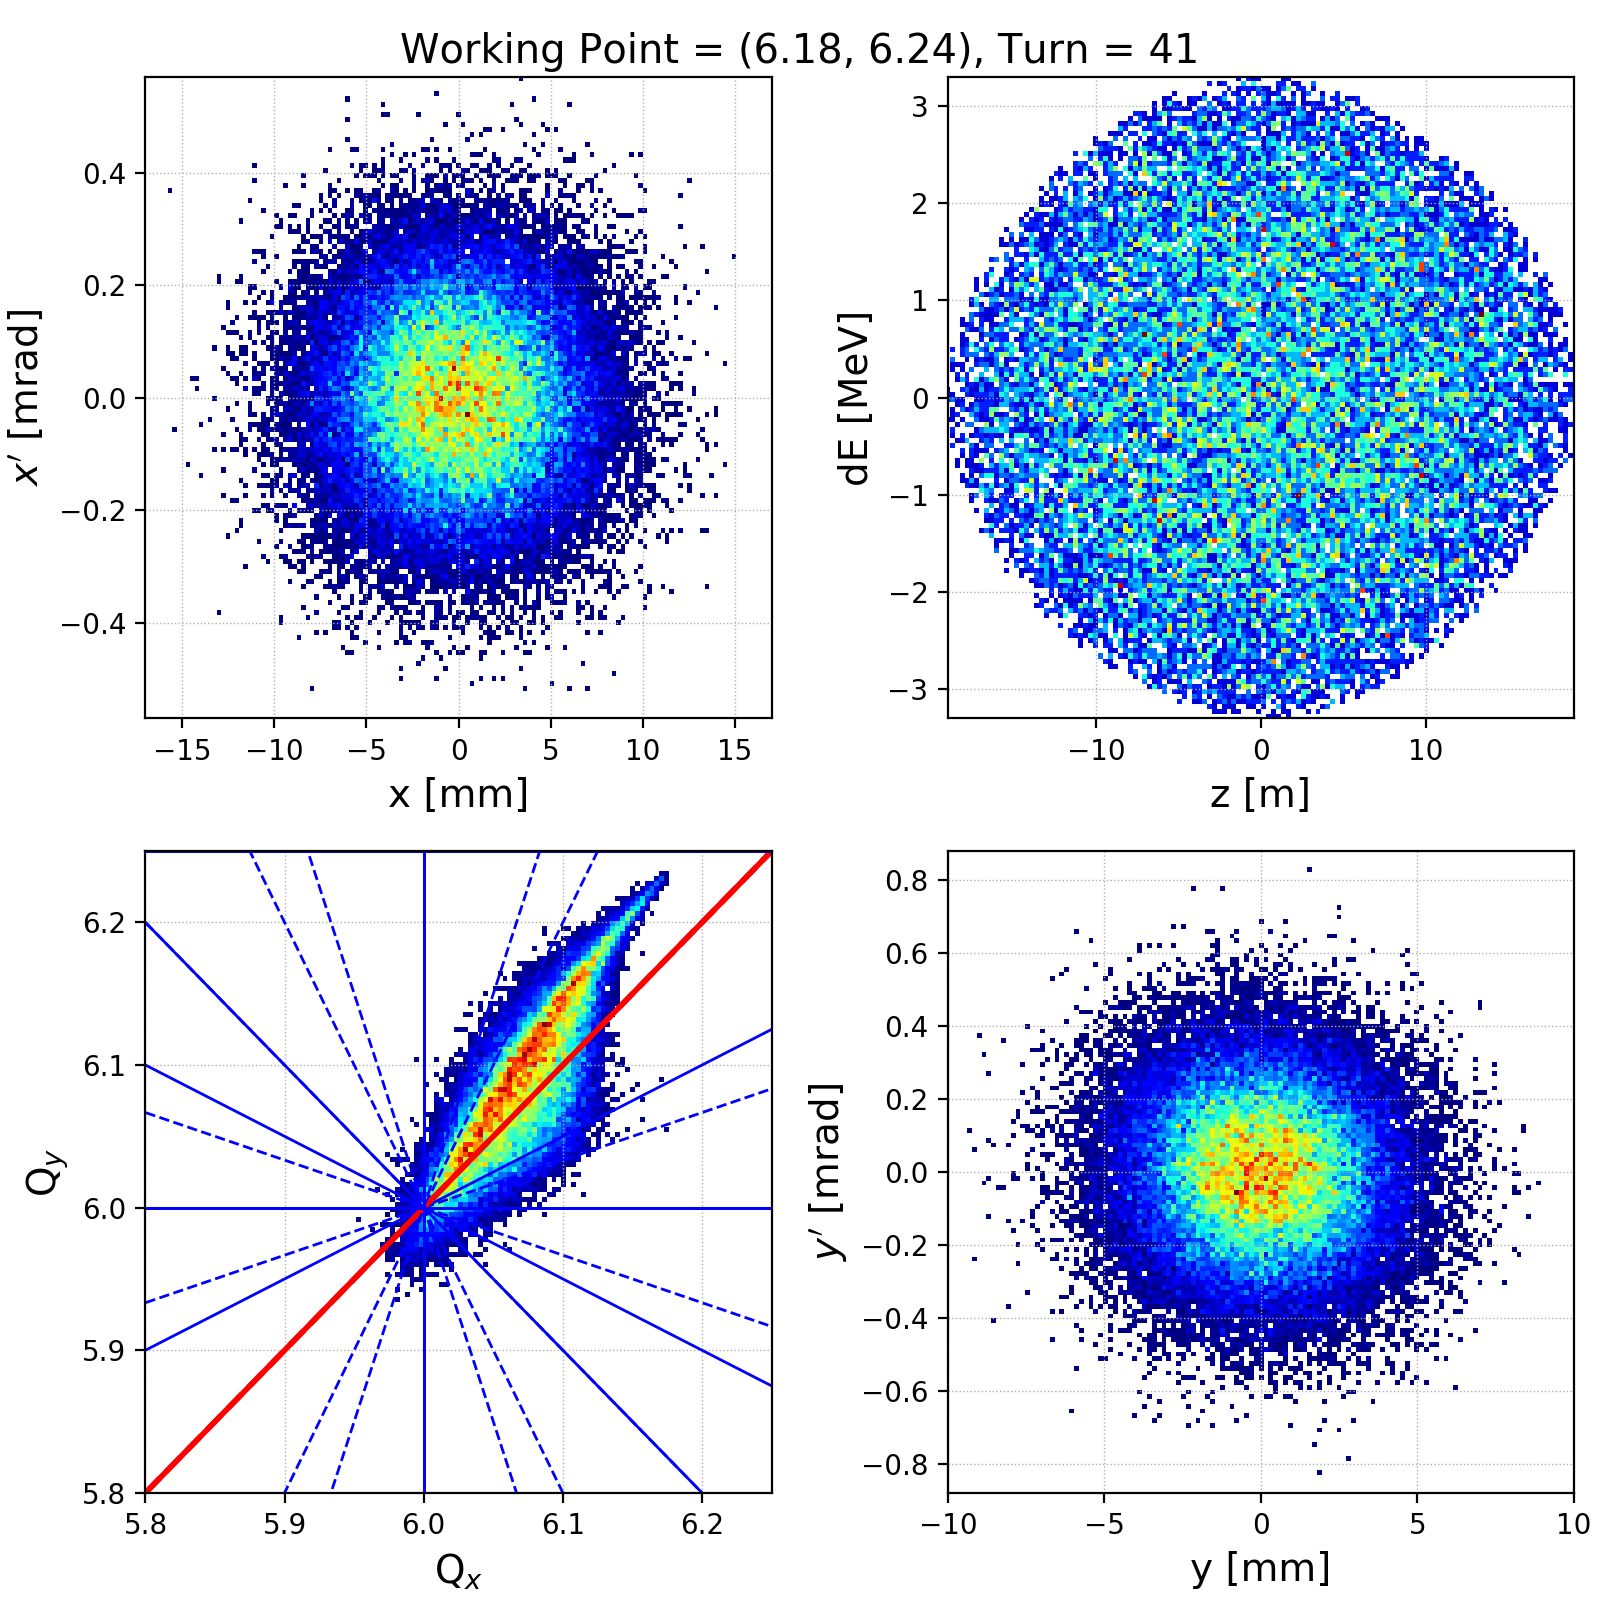 Working Point = (6.18, 6.24), Turn = 41
0.4
0.2
0.0
−0.2
−0.4
x′ [mrad]
−15 −10 −5 0 5 10 15
x [mm]
3
2
1
0
−1
−2
−3
dE [MeV]
−10 0 10
z [m]
6.2
6.1
6.0
5.9
5.8
Qy
5.8 5.9 6.0 6.1 6.2
Qx
0.8
0.6
0.4
0.2
0.0
−0.2
−0.4
−0.6
−0.8
y′ [mrad]
−10 −5 0 5 10
y [mm]